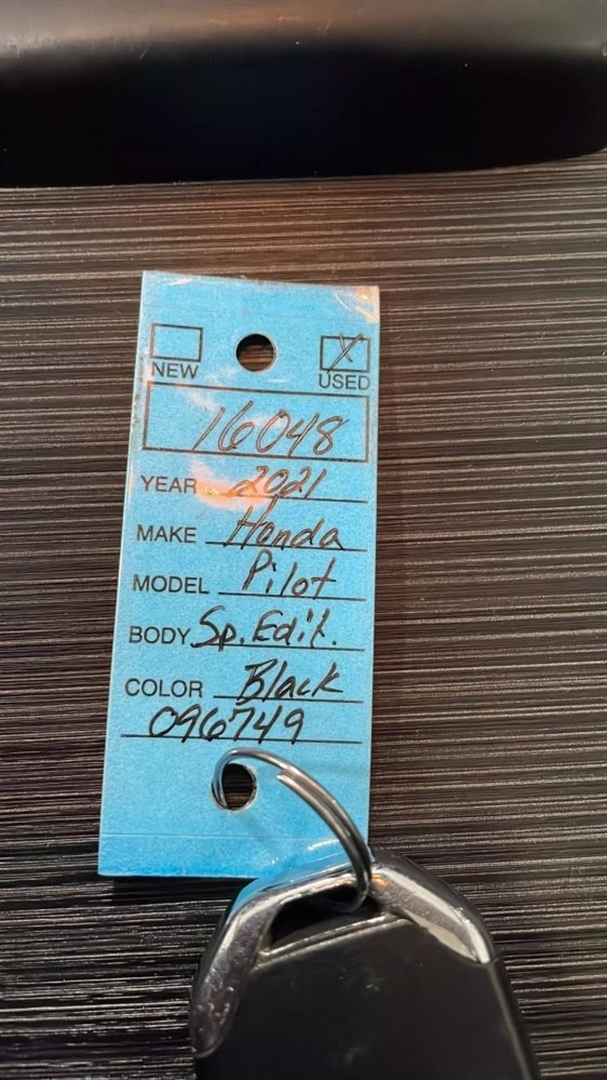 NEW X USED
16048
YEAR 2021
MAKE Honda
MODEL Pilot
BODY Sp. Edit.
COLOR Black
096749